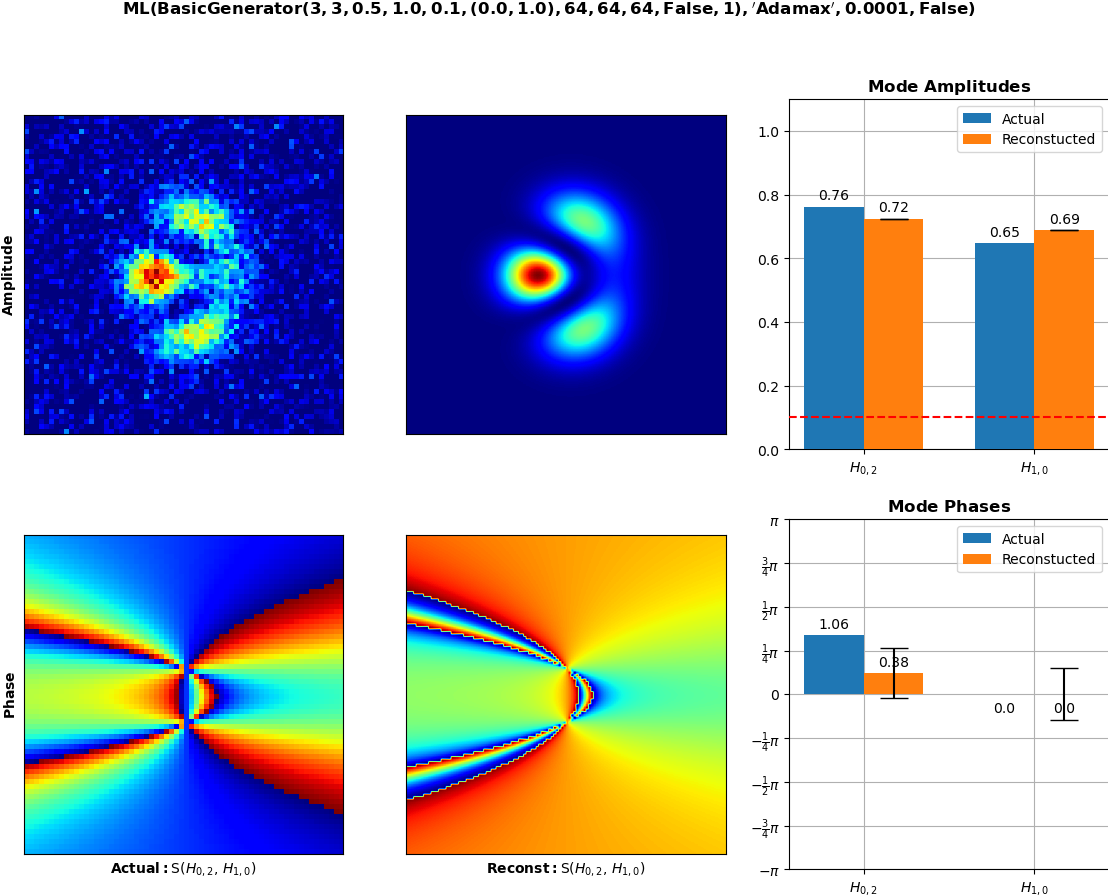 ML(BasicGenerator(3, 3, 0.5, 1.0, 0.1, (0.0, 1.0), 64, 64, 64, False, 1), ′Adamax′, 0.0001, False)
Amplitude
Mode Amplitudes
Actual
Reconstucted
1.0
0.8
0.6
0.4
0.2
0.0
0.76
0.72
0.65
0.69
H0, 2
H1, 0
Phase
Actual: S(H0, 2, H1, 0)
Reconst: S(H0, 2, H1, 0)
Mode Phases
Actual
Reconstucted
π
3/4π
1/2π
1/4π
0
−1/4π
−1/2π
−3/4π
−π
1.06
0.38
0.0
0.0
H0, 2
H1, 0